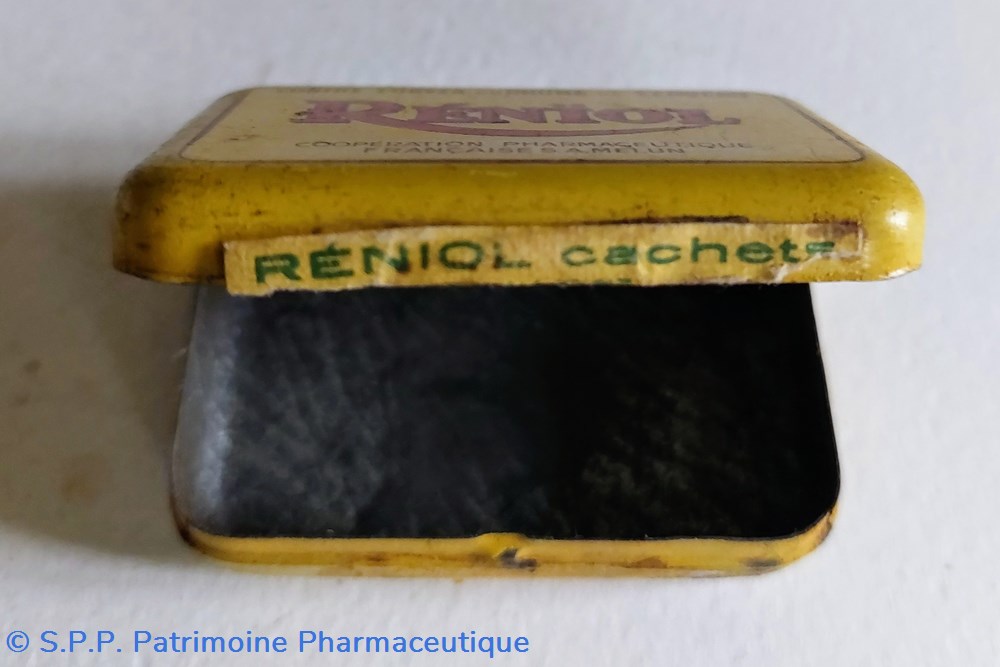 RÉNIOL
COOPÉRATION PHARMACEUTIQUE
FRANÇAISE S.A. MELUN
RÉNIOL cachets
© S.P.P. Patrimoine Pharmaceutique